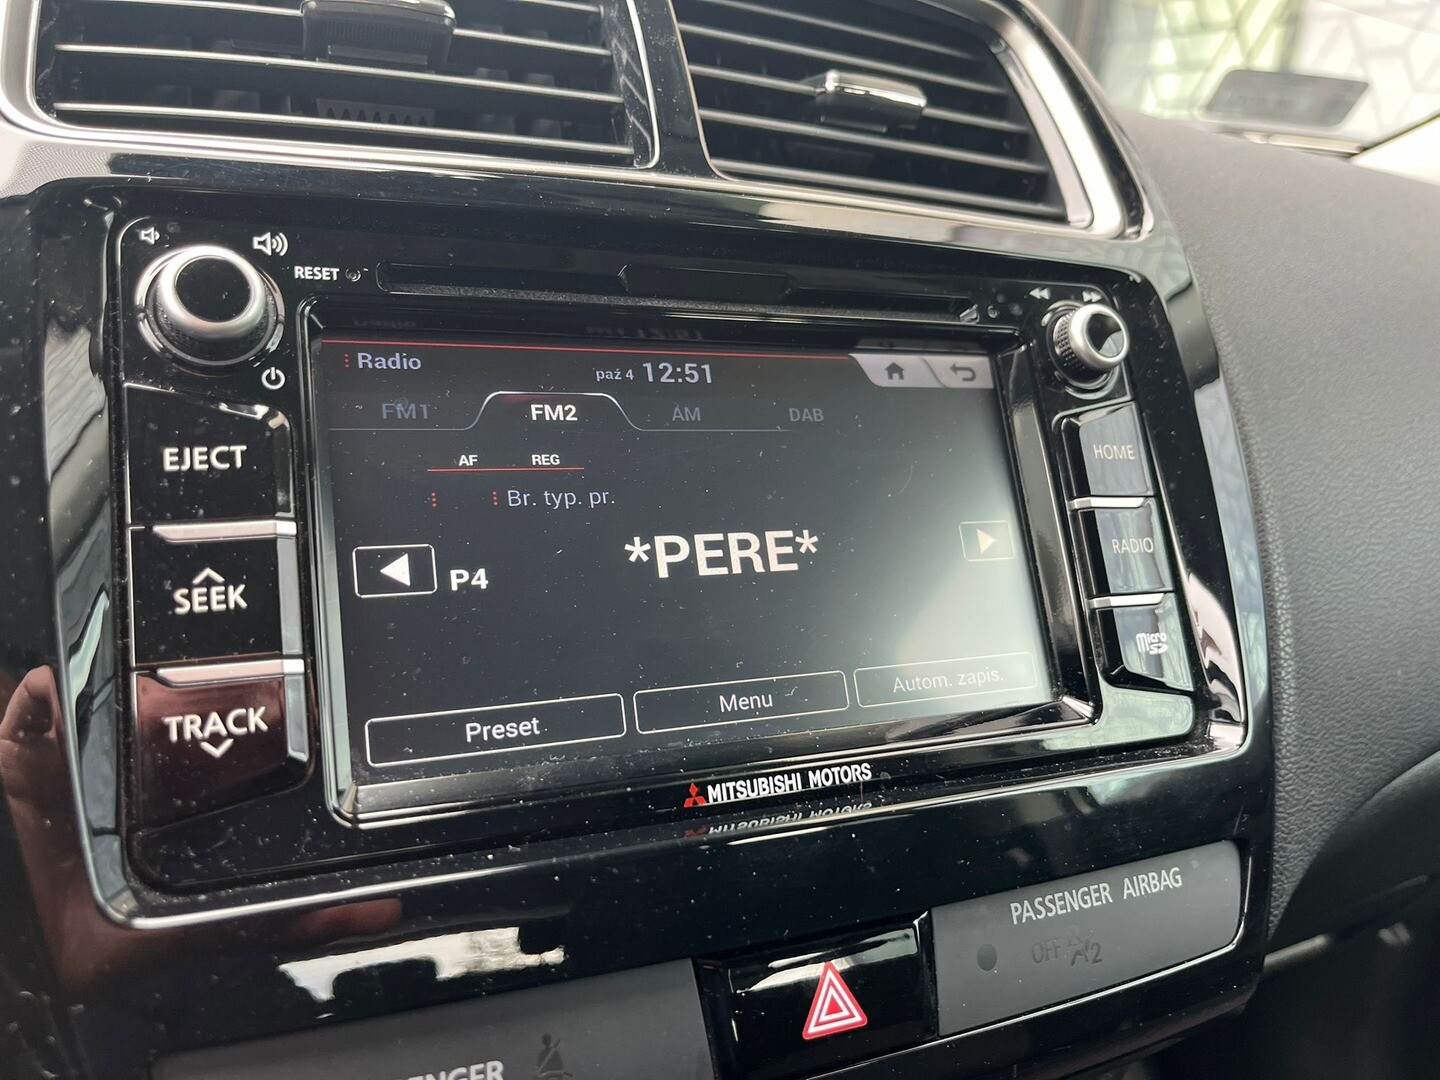 RESET
Radio
paź 4 12:51
FM1 FM2 AM DAB
AF REG
Br. typ. pr.
P4
*PERE*
Preset
Menu
Autom. zapis.
EJECT
SEEK
TRACK
HOME
RADIO
micro SD
MITSUBISHI MOTORS
PASSENGER AIRBAG
OFF 2